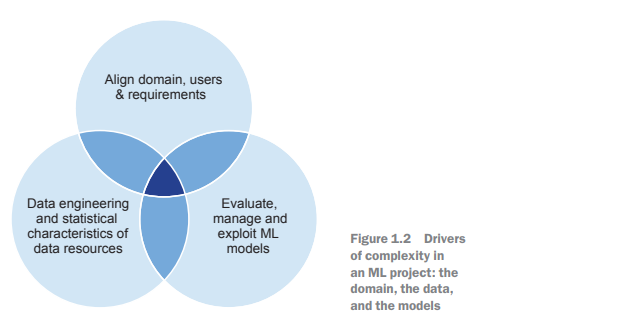 Align domain, users
& requirements
Data engineering
and statistical
characteristics of
data resources
Evaluate,
manage and
exploit ML
models
Figure 1.2 Drivers
of complexity in
an ML project: the
domain, the data,
and the models